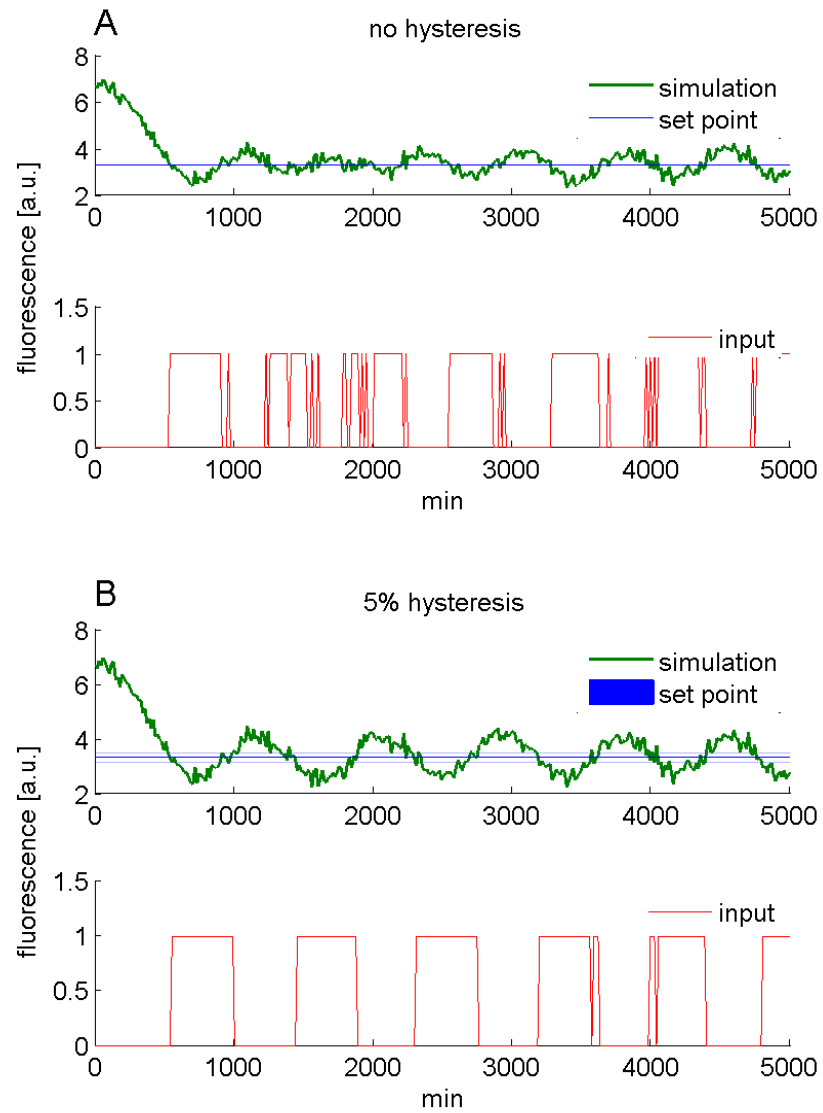 A
no hysteresis
8
6
4
2
simulation
set point
0 1000 2000 3000 4000 5000
fluorescence [a.u.]
1.5
1
0.5
0
input
0 1000 2000 3000 4000 5000
min
B
5% hysteresis
8
6
4
2
simulation
set point
0 1000 2000 3000 4000 5000
fluorescence [a.u.]
1.5
1
0.5
0
input
0 1000 2000 3000 4000 5000
min